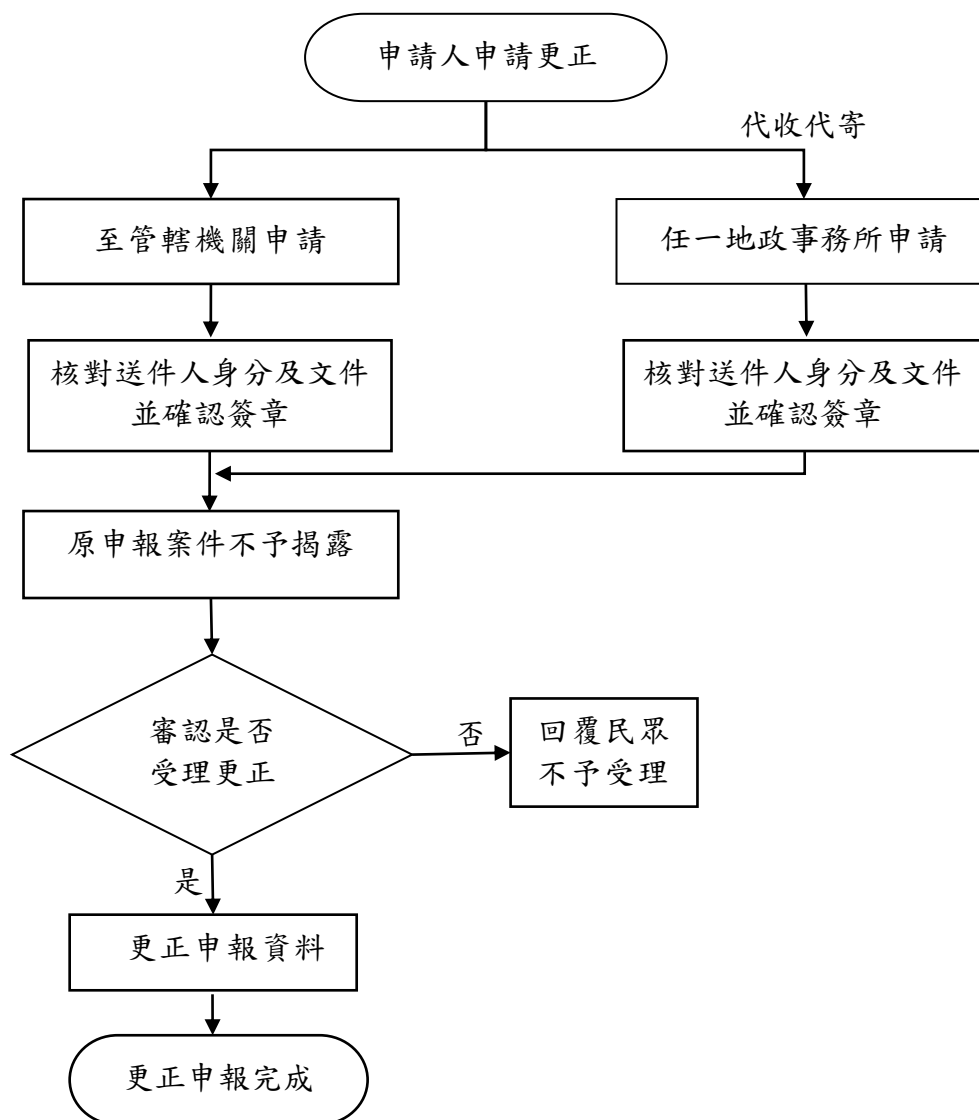 申請人申請更正
代收代寄
至管轄機關申請
任一地政事務所申請
核對送件人身分及文件
並確認簽章
核對送件人身分及文件
並確認簽章
原申報案件不予揭露
審認是否
受理更正
否
回覆民眾
不予受理
是
更正申報資料
更正申報完成